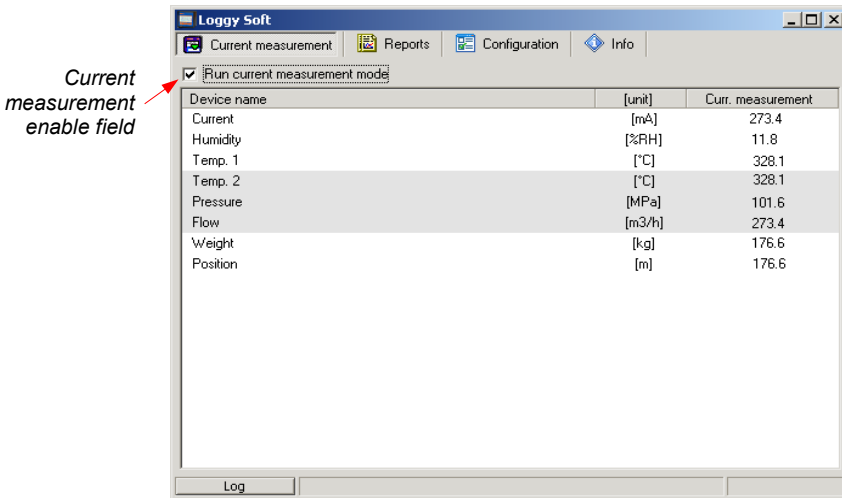 Loggy Soft
Current measurement Reports Configuration Info
Current
measurement
enable field
Run current measurement mode
Device name [unit] Curr. measurement
Current [mA] 273.4
Humidity [%RH] 11.8
Temp. 1 [°C] 328.1
Temp. 2 [°C] 328.1
Pressure [MPa] 101.6
Flow [m3/h] 273.4
Weight [kg] 176.6
Position [m] 176.6
Log